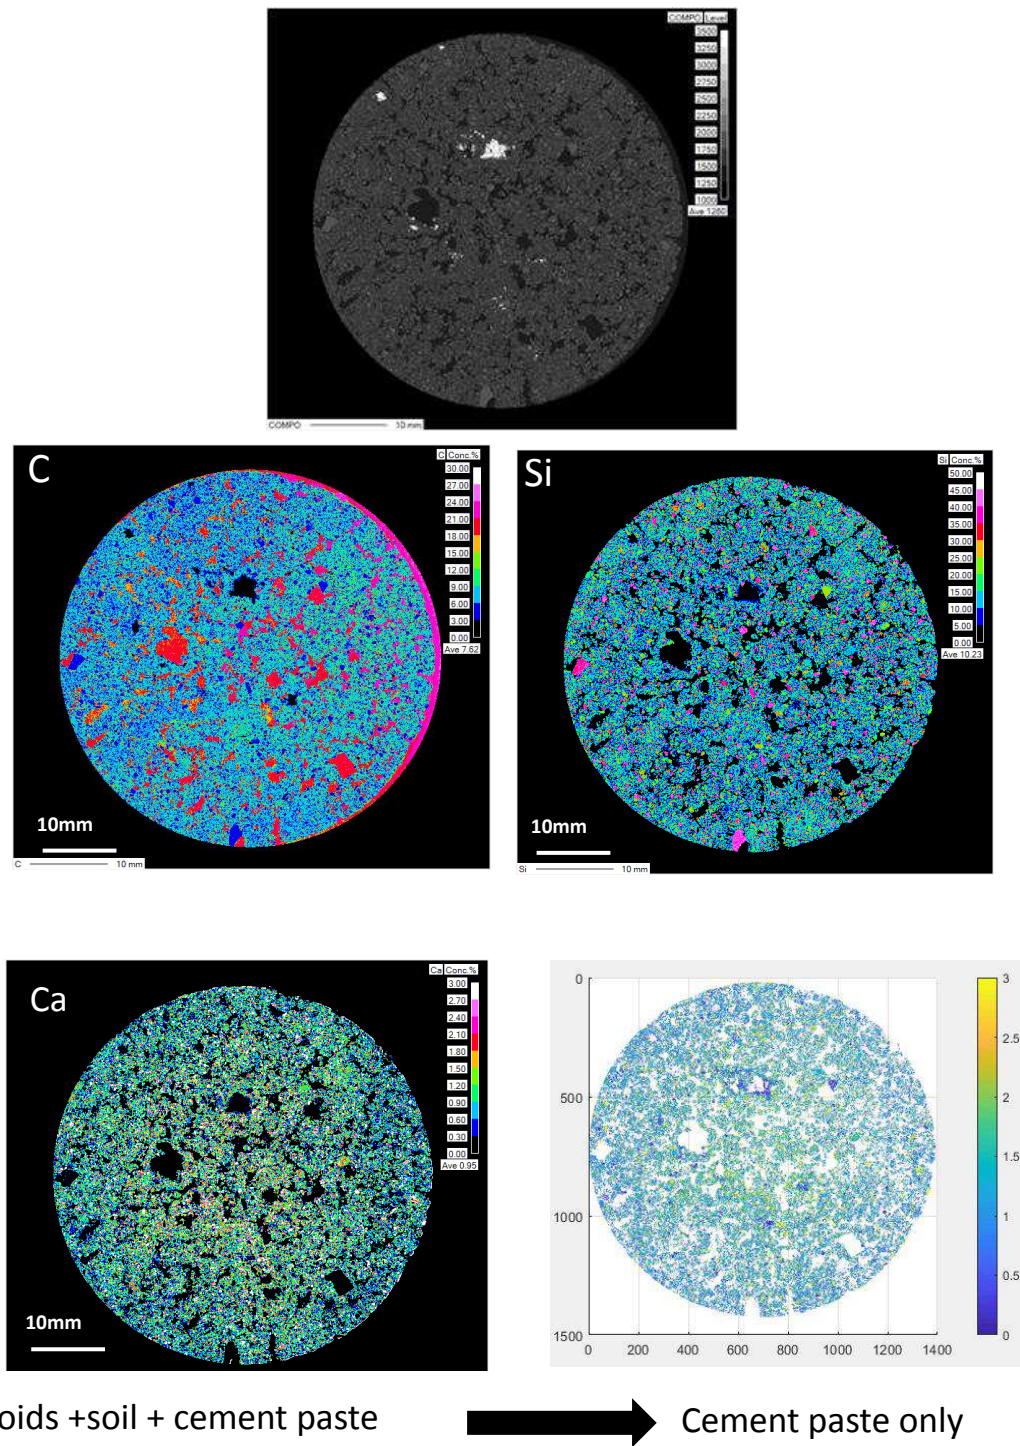 COMPO Level
3500
3250
3000
2750
2500
2250
2000
1750
1500
1250
1000
Ave 1260
COMPO 10 mm
C
C Conc.%
30.00
27.00
24.00
21.00
18.00
15.00
12.00
9.00
6.00
3.00
0.00
Ave 7.62
10mm
C 10 mm
Si
Si Conc.%
50.00
45.00
40.00
35.00
30.00
25.00
20.00
15.00
10.00
5.00
0.00
Ave 10.23
10mm
Si 10 mm
Ca
Ca Conc.%
3.00
2.70
2.40
2.10
1.80
1.50
1.20
0.90
0.60
0.30
0.00
Ave 0.95
10mm
0
500
1000
1500
0 200 400 600 800 1000 1200 1400
3
2.5
2
1.5
1
0.5
0
oids +soil + cement paste
Cement paste only